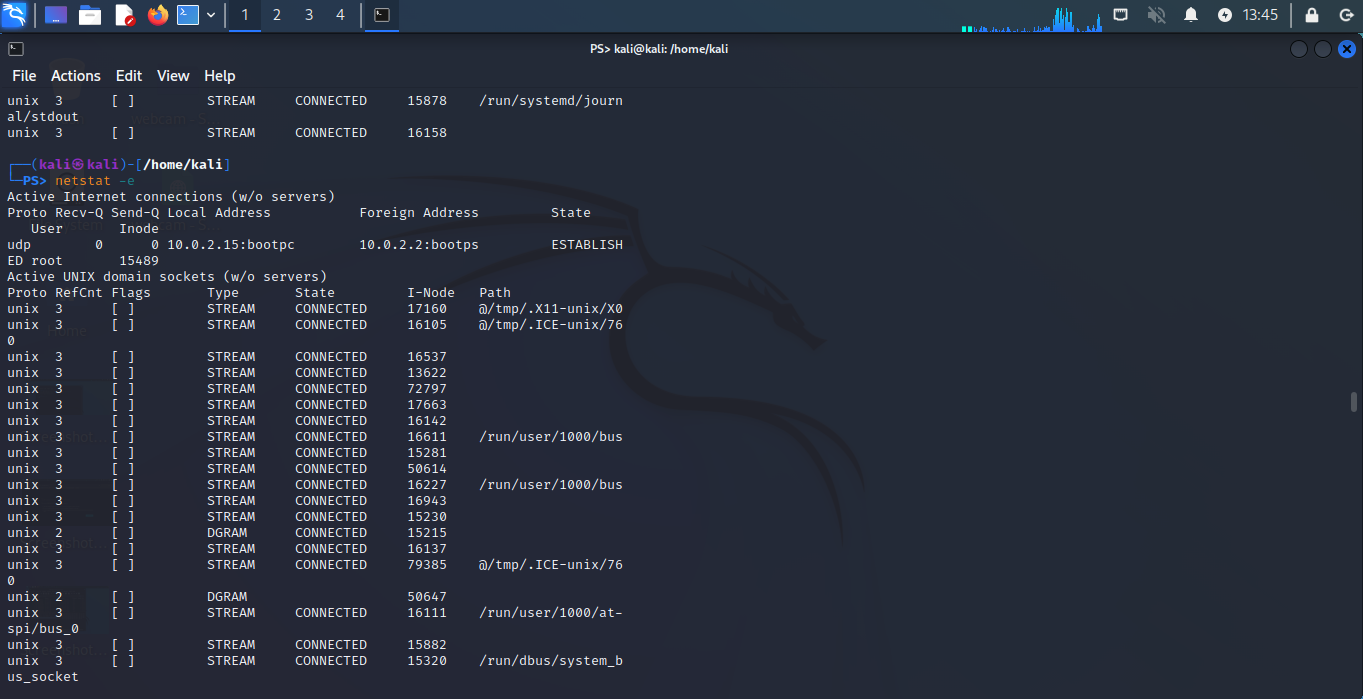 1 2 3 4 13:45
PS> kali@kali: /home/kali
File Actions Edit View Help
unix 3 [ ] STREAM CONNECTED 15878 /run/systemd/journ
al/stdout
unix 3 [ ] STREAM CONNECTED 16158
┌──(kali㉿kali)-[/home/kali]
└─PS> netstat -e
Active Internet connections (w/o servers)
Proto Recv-Q Send-Q Local Address Foreign Address State
User Inode
udp 0 0 10.0.2.15:bootpc 10.0.2.2:bootps ESTABLISH
ED root 15489
Active UNIX domain sockets (w/o servers)
Proto RefCnt Flags Type State I-Node Path
unix 3 [ ] STREAM CONNECTED 17160 @/tmp/.X11-unix/X0
unix 3 [ ] STREAM CONNECTED 16105 @/tmp/.ICE-unix/76
0
unix 3 [ ] STREAM CONNECTED 16537
unix 3 [ ] STREAM CONNECTED 13622
unix 3 [ ] STREAM CONNECTED 72797
unix 3 [ ] STREAM CONNECTED 17663
unix 3 [ ] STREAM CONNECTED 16142
unix 3 [ ] STREAM CONNECTED 16611 /run/user/1000/bus
unix 3 [ ] STREAM CONNECTED 15281
unix 3 [ ] STREAM CONNECTED 50614
unix 3 [ ] STREAM CONNECTED 16227 /run/user/1000/bus
unix 3 [ ] STREAM CONNECTED 16943
unix 3 [ ] STREAM CONNECTED 15230
unix 2 [ ] DGRAM CONNECTED 15215
unix 3 [ ] STREAM CONNECTED 16137
unix 3 [ ] STREAM CONNECTED 79385 @/tmp/.ICE-unix/76
0
unix 2 [ ] DGRAM 50647
unix 3 [ ] STREAM CONNECTED 16111 /run/user/1000/at-
spi/bus_0
unix 3 [ ] STREAM CONNECTED 15882
unix 3 [ ] STREAM CONNECTED 15320 /run/dbus/system_b
us_socket